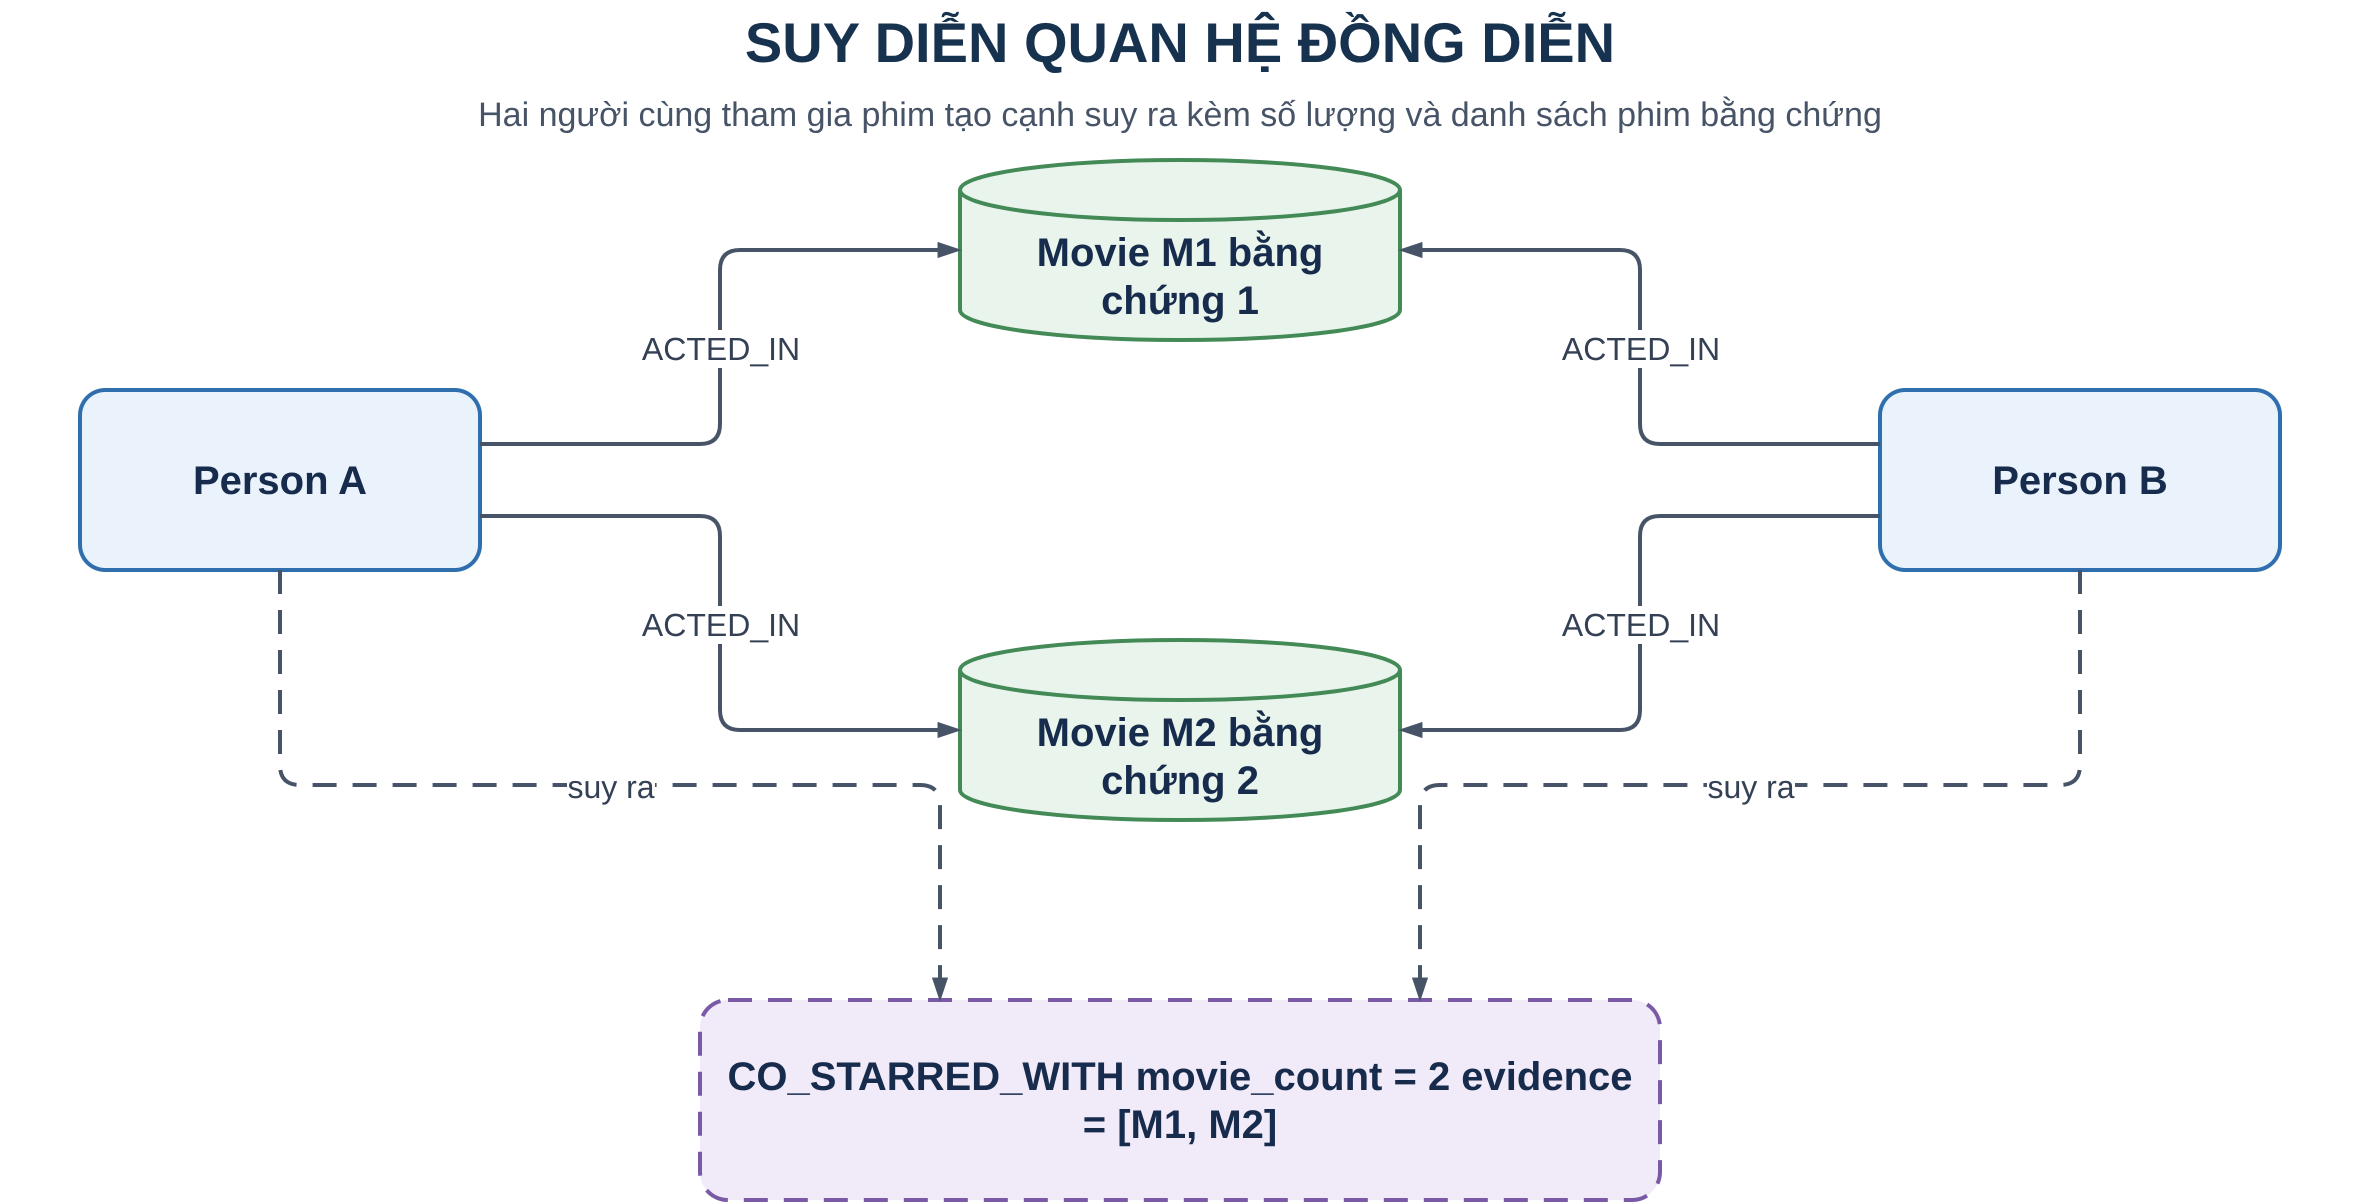 SUY DIỄN QUAN HỆ ĐỒNG DIỄN
Hai người cùng tham gia phim tạo cạnh suy ra kèm số lượng và danh sách phim bằng chứng
Movie M1 bằng
chứng 1
ACTED_IN
ACTED_IN
Person A
Person B
ACTED_IN
ACTED_IN
Movie M2 bằng
chứng 2
suy ra
suy ra
CO_STARRED_WITH movie_count = 2 evidence
= [M1, M2]